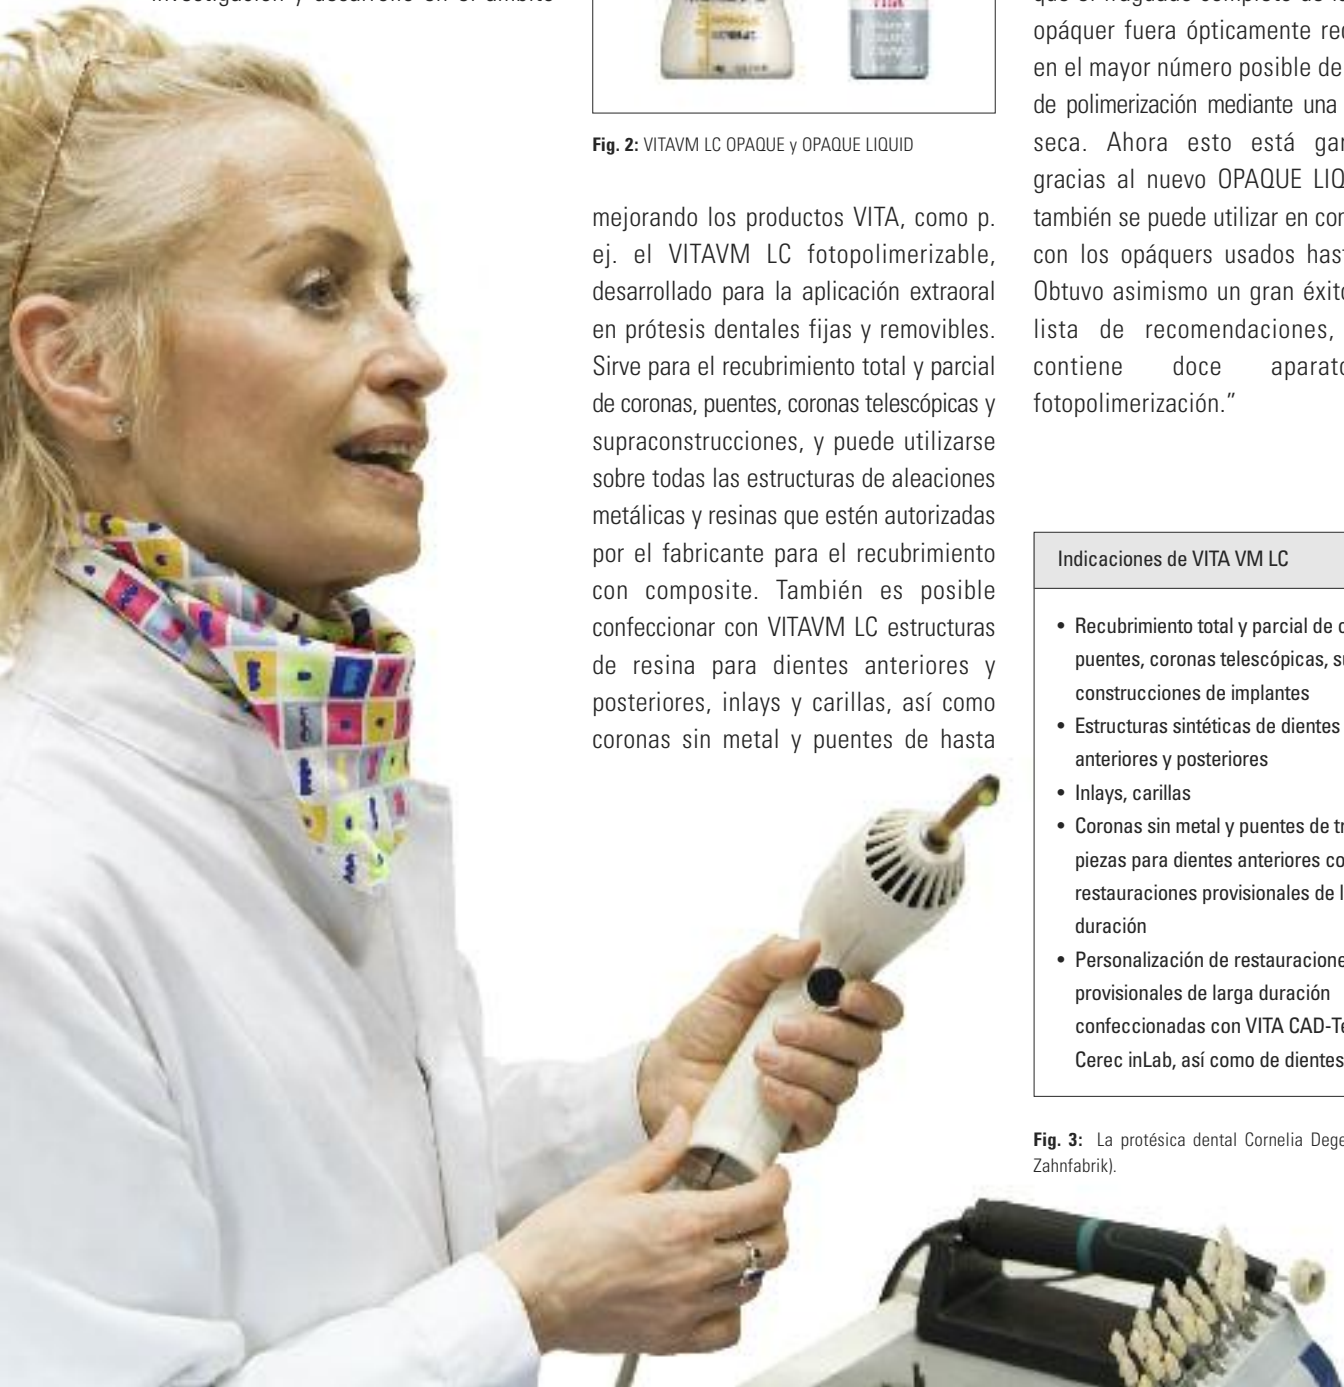 investigación y desarrollo en el ámbito
VITA
Fig. 2: VITAVM LC OPAQUE y OPAQUE LIQUID
mejorando los productos VITA, como p.
ej. el VITAVM LC fotopolimerizable,
desarrollado para la aplicación extraoral
en prótesis dentales fijas y removibles.
Sirve para el recubrimiento total y parcial
de coronas, puentes, coronas telescópicas y
supraconstrucciones, y puede utilizarse
sobre todas las estructuras de aleaciones
metálicas y resinas que estén autorizadas
por el fabricante para el recubrimiento
con composite. También es posible
confeccionar con VITAVM LC estructuras
de resina para dientes anteriores y
posteriores, inlays y carillas, así como
coronas sin metal y puentes de hasta
que el fraguado completo de
opáquer fuera ópticamente
en el mayor número posible de
de polimerización mediante una
seca. Ahora esto está
gracias al nuevo OPAQUE
también se puede utilizar en
con los opáquers usados
Obtuvo asimismo un gran
lista de recomendaciones,
contiene doce
fotopolimerización.”
Indicaciones de VITA VM LC
• Recubrimiento total y parcial de
puentes, coronas telescópicas,
construcciones de implantes
• Estructuras sintéticas de dientes
anteriores y posteriores
• Inlays, carillas
• Coronas sin metal y puentes de
piezas para dientes anteriores
restauraciones provisionales de
duración
• Personalización de
provisionales de larga duración
confeccionadas con VITA
Cerec inLab, así como de dientes
Fig. 3: La protésica dental Cornelia
Zahnfabrik).